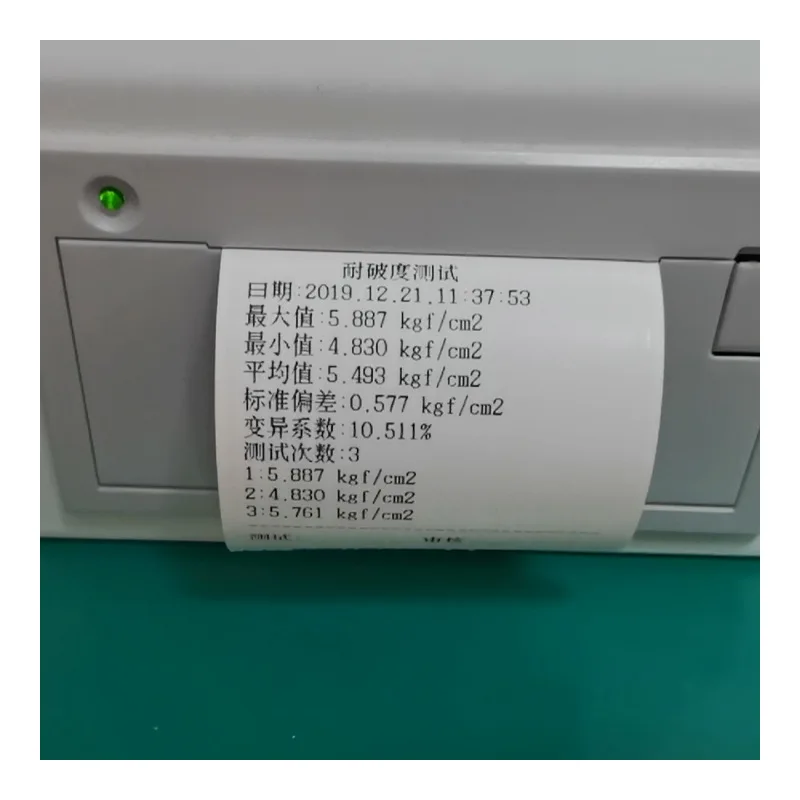 耐破度测试
日期:2019.12.21.11:37:53
最大值:5.887 kgf/cm2
最小值:4.830 kgf/cm2
平均值:5.493 kgf/cm2
标准偏差:0.577 kgf/cm2
变异系数:10.511%
测试次数:3
1:5.887 kgf/cm2
2:4.830 kgf/cm2
3:5.761 kgf/cm2
测试